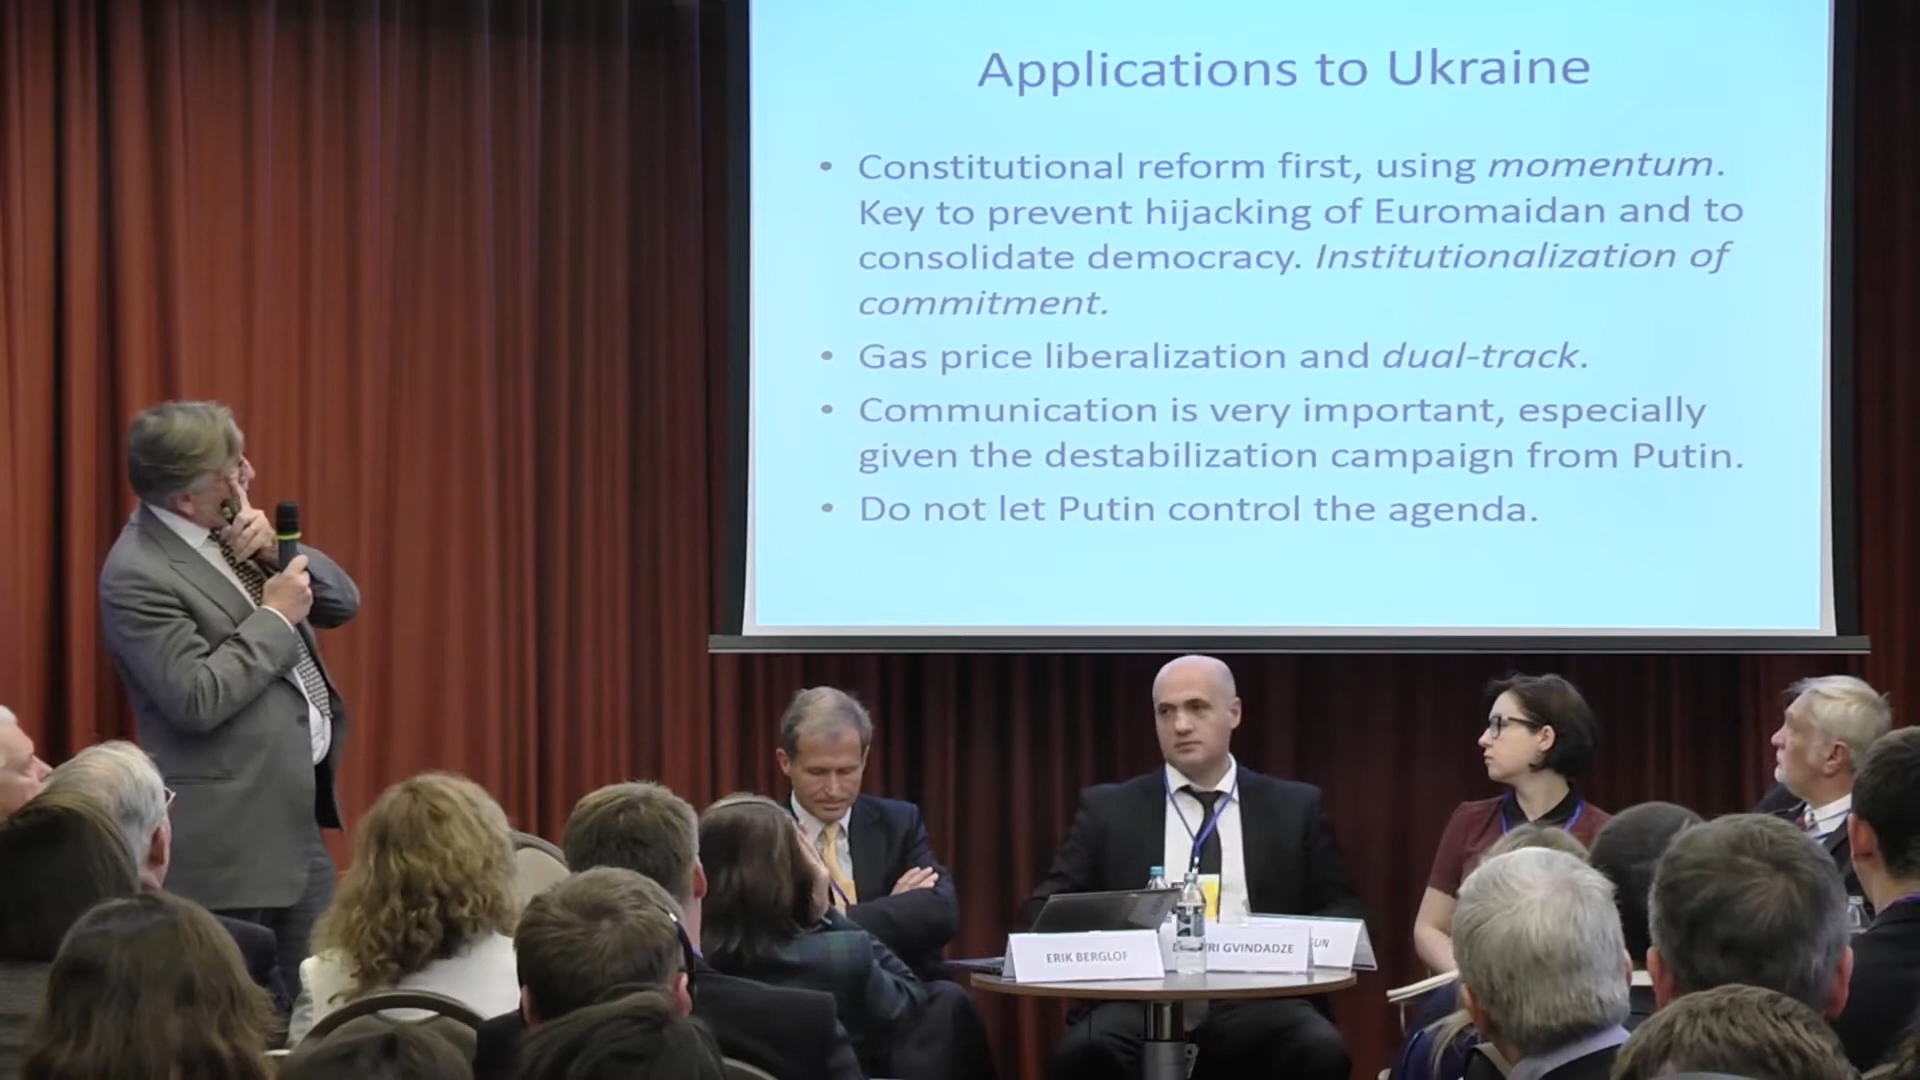 Applications to Ukraine
• Constitutional reform first, using momentum.
Key to prevent hijacking of Euromaidan and to
consolidate democracy. Institutionalization of
commitment.
• Gas price liberalization and dual-track.
• Communication is very important, especially
given the destabilization campaign from Putin.
• Do not let Putin control the agenda.
ERIK BERGLOF
RI GVINDADZE